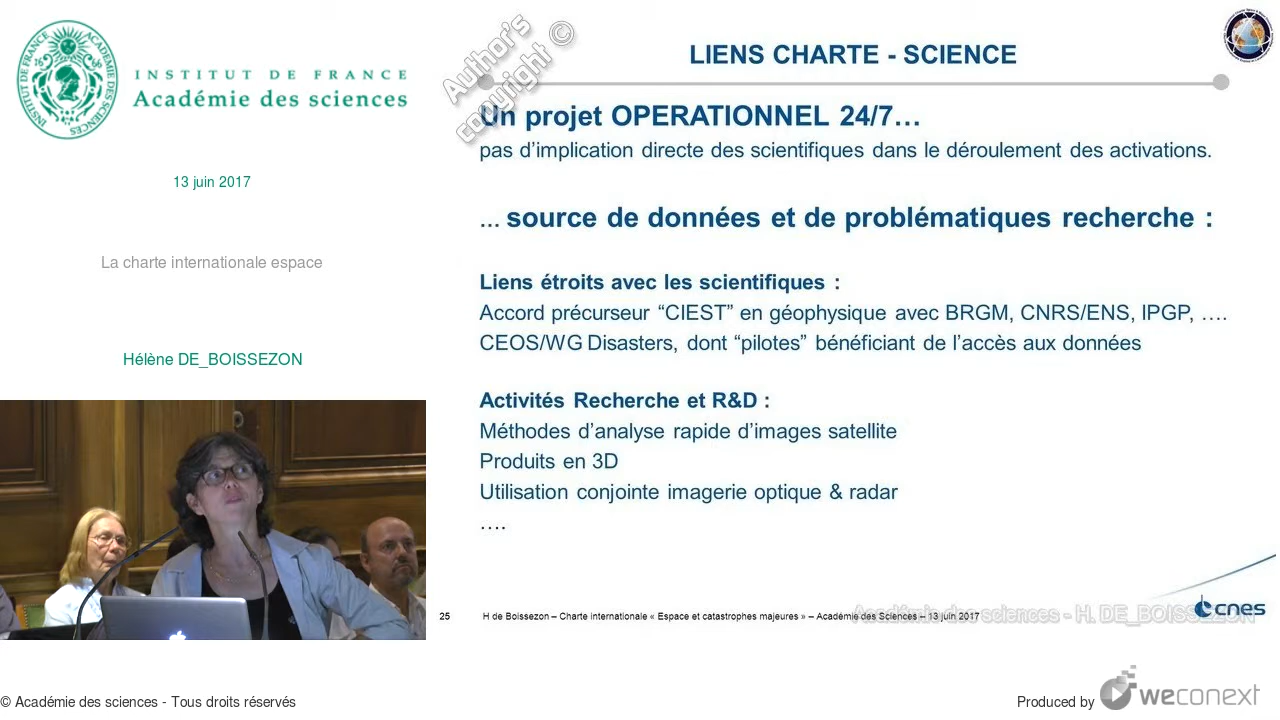 INSTITUT DE FRANCE
Académie des sciences
13 juin 2017
La charte internationale espace
Hélène DE_BOISSEZON
Author's
copyright ©
LIENS CHARTE - SCIENCE
Un projet OPERATIONNEL 24/7…
pas d’implication directe des scientifiques dans le déroulement des activations.
... source de données et de problématiques recherche :
Liens étroits avec les scientifiques :
Accord précurseur “CIEST” en géophysique avec BRGM, CNRS/ENS, IPGP, ….
CEOS/WG Disasters, dont “pilotes” bénéficiant de l’accès aux données
Activités Recherche et R&D :
Méthodes d’analyse rapide d’images satellite
Produits en 3D
Utilisation conjointe imagerie optique & radar
….
25 H de Boissezon – Charte internationale « Espace et catastrophes majeures » – Académie des Sciences – 13 juin 2017
Académie des sciences - H. DE_BOISSEZON
cnes
© Académie des sciences - Tous droits réservés
Produced by weconext